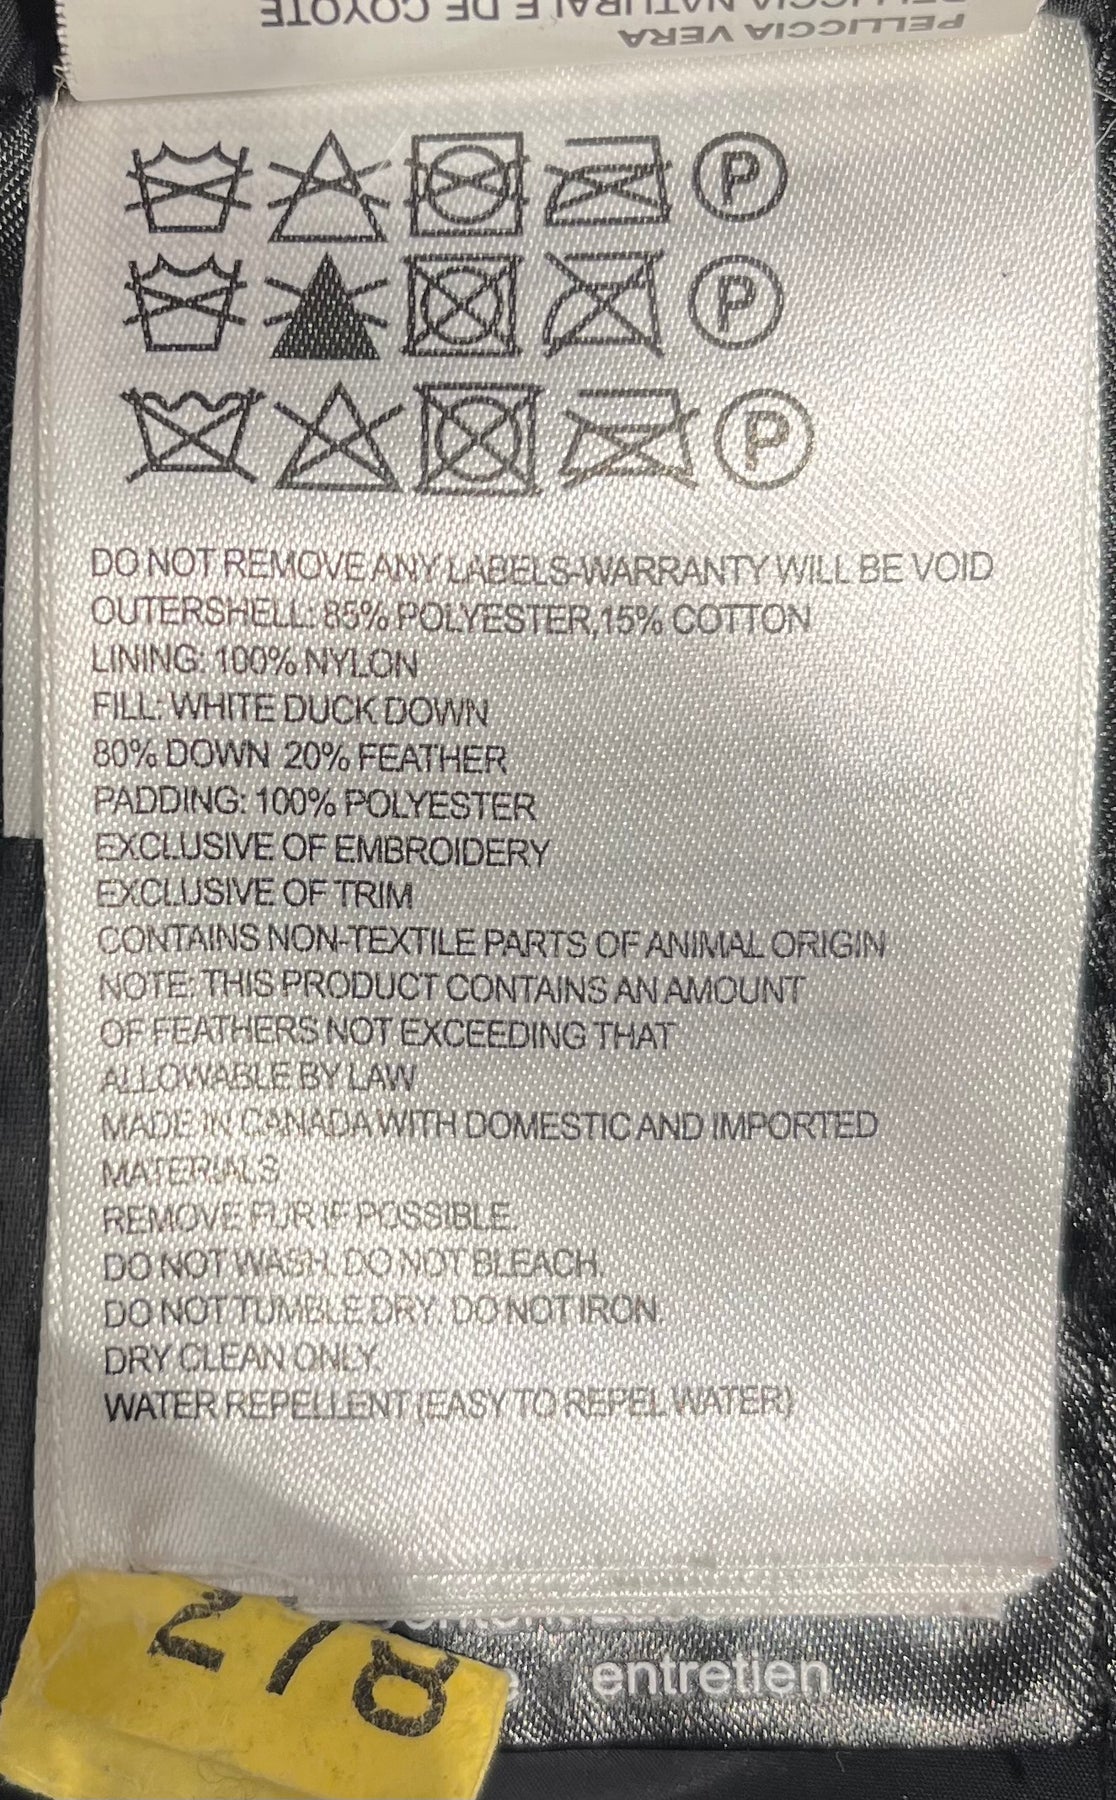 PELLICCIA VERA
PELLICCIA NATURALE DE COYOTE
P
P
P
DO NOT REMOVE ANY LABELS-WARRANTY WILL BE VOID
OUTERSHELL: 85% POLYESTER,15% COTTON
LINING: 100% NYLON
FILL: WHITE DUCK DOWN
80% DOWN 20% FEATHER
PADDING: 100% POLYESTER
EXCLUSIVE OF EMBROIDERY
EXCLUSIVE OF TRIM
CONTAINS NON-TEXTILE PARTS OF ANIMAL ORIGIN
NOTE: THIS PRODUCT CONTAINS AN AMOUNT
OF FEATHERS NOT EXCEEDING THAT
ALLOWABLE BY LAW
MADE IN CANADA WITH DOMESTIC AND IMPORTED
MATERIALS
REMOVE FUR IF POSSIBLE.
DO NOT WASH. DO NOT BLEACH.
DO NOT TUMBLE DRY. DO NOT IRON.
DRY CLEAN ONLY.
WATER REPELLENT (EASY TO REPEL WATER)
278
entretien